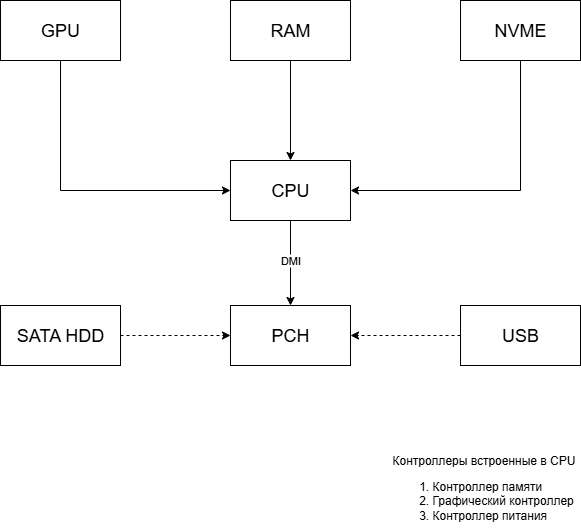 GPU
RAM
NVME
CPU
DMI
SATA HDD
PCH
USB
Контроллеры встроенные в CPU
1. Контроллер памяти
2. Графический контроллер
3. Контроллер питания